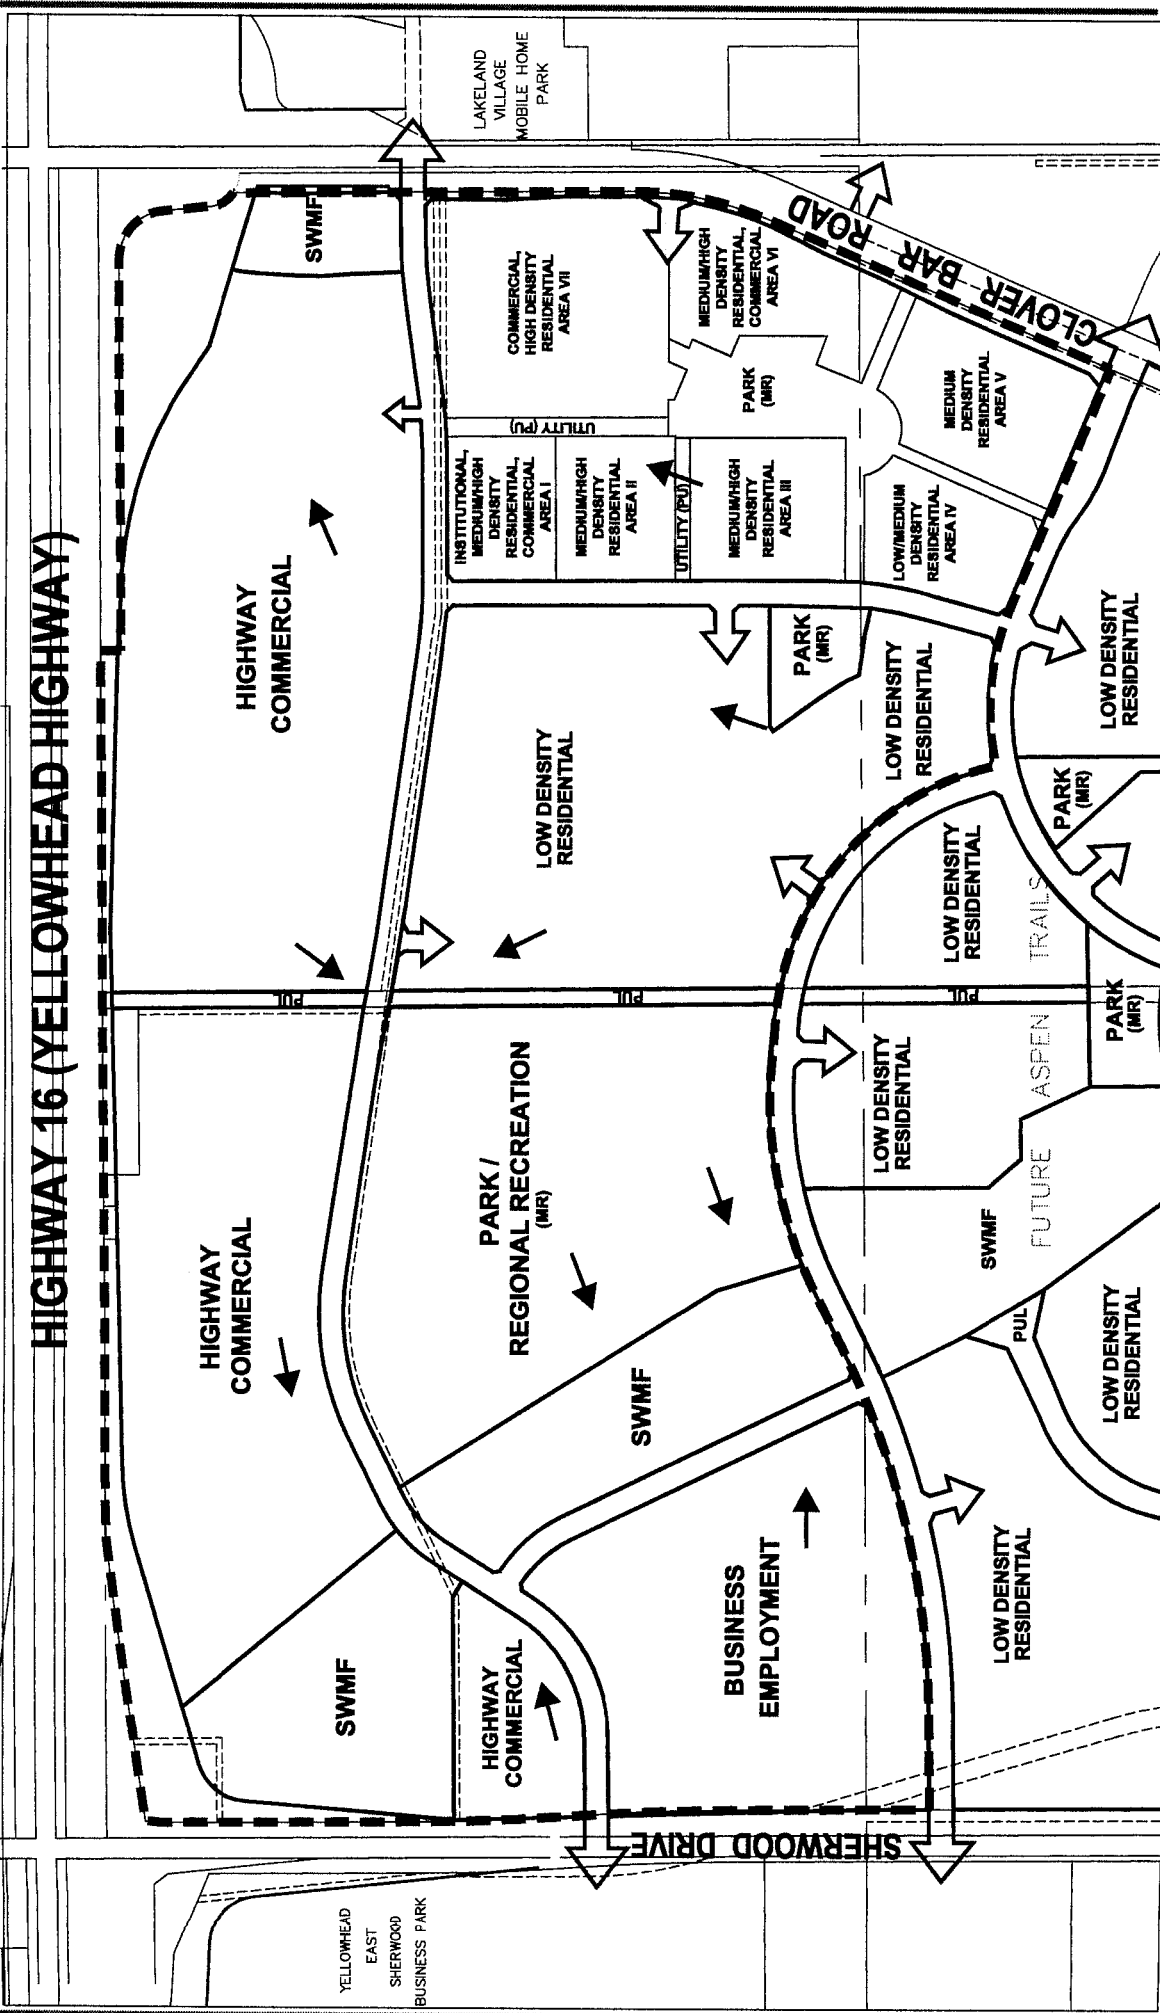 HIGHWAY 16 (YELLOWHEAD HIGHWAY)
YELLOWHEAD
EAST
SHERWOOD
BUSINESS PARK
SHERWOOD DRIVE
SWMF
HIGHWAY
COMMERCIAL
BUSINESS
EMPLOYMENT
LOW DENSITY
RESIDENTIAL
HIGHWAY
COMMERCIAL
PARK /
REGIONAL RECREATION
(MR)
SWMF
SWMF
PUL
LOW DENSITY
RESIDENTIAL
FUTURE ASPEN TRAILS
LOW DENSITY
RESIDENTIAL
PUL
PUL
PUL
PARK
(MR)
HIGHWAY
COMMERCIAL
LOW DENSITY
RESIDENTIAL
LOW DENSITY
RESIDENTIAL
PARK
(MR)
LOW DENSITY
RESIDENTIAL
PARK
(MR)
LOW DENSITY
RESIDENTIAL
INSTITUTIONAL,
MEDIUM/HIGH
DENSITY
RESIDENTIAL,
COMMERCIAL
AREA I
MEDIUM/HIGH
DENSITY
RESIDENTIAL
AREA II
UTILITY (PU)
MEDIUM/HIGH
DENSITY
RESIDENTIAL
AREA III
LOW/MEDIUM
DENSITY
RESIDENTIAL
AREA IV
UTILITY (PU)
PARK
(MR)
MEDIUM
DENSITY
RESIDENTIAL
AREA V
SWMF
COMMERCIAL,
HIGH DENSITY
RESIDENTIAL
AREA VII
MEDIUM/HIGH
DENSITY
RESIDENTIAL,
COMMERCIAL
AREA VI
CLOVER BAR ROAD
LAKELAND
VILLAGE
MOBILE HOME
PARK